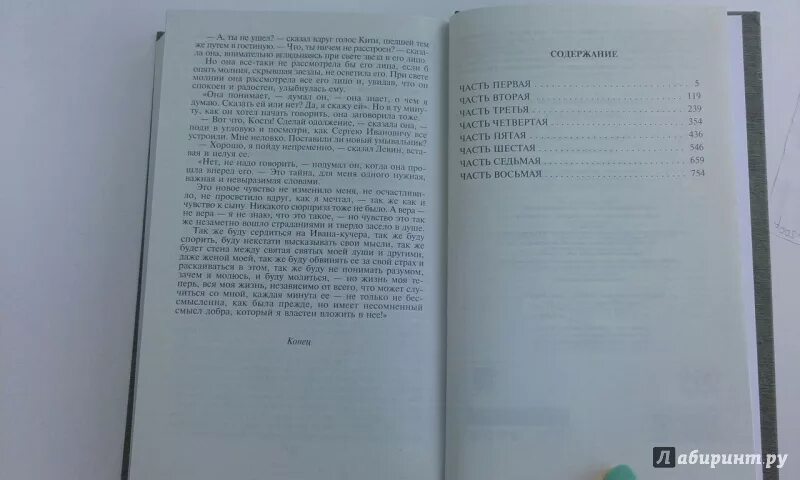 — А, ты не ушел? — сказал вдруг голос Кити, шедшей тем
же путем в гостиную. — Что, ты ничем не расстроен? — сказа-
ла она, внимательно вглядываясь при свете звезд в его лицо.
Но она все-таки не рассмотрела бы его лица, если б
опять молния, скрывшая звезды, не осветила его. При свете
молнии она рассмотрела все его лицо и, увидав, что он
спокоен и радостен, улыбнулась ему.
«Она понимает, — думал он, — она знает, о чем я
думаю. Сказать ей или нет? Да, я скажу ей». Но в ту мину-
ту, как он хотел начать говорить, она заговорила тоже.
— Вот что, Костя! Сделай одолжение, — сказала она, —
поди в угловую и посмотри, как Сергею Ивановичу все
устроили. Мне неловко. Поставили ли новый умывальник?
— Хорошо, я пойду непременно, — сказал Левин, вста-
вая и целуя ее.
«Нет, не надо говорить, — подумал он, когда она про-
шла вперед его. — Это тайна, для меня одного нужная,
важная и невыразимая словами.
Это новое чувство не изменило меня, не осчастливи-
ло, не просветило вдруг, как я мечтал, — так же как и
чувство к сыну. Никакого сюрприза тоже не было. А вера —
не вера — я не знаю, что это такое, — но чувство это так
же незаметно вошло страданиями и твердо засело в душе.
Так же буду сердиться на Ивана-кучера, так же буду
спорить, буду некстати высказывать свои мысли, так же
будет стена между святая святых моей души и другими,
даже женой моей, так же буду обвинять ее за свой страх и
раскаиваться в этом, так же буду не понимать разумом,
зачем я молюсь, и буду молиться, — но жизнь моя те-
перь, вся моя жизнь, независимо от всего, что может слу-
читься со мной, каждая минута ее — не только не бес-
смысленна, как была прежде, но имеет несомненный
смысл добра, который я властен вложить в нее!»
Конец
СОДЕРЖАНИЕ
ЧАСТЬ ПЕРВАЯ 5
ЧАСТЬ ВТОРАЯ 119
ЧАСТЬ ТРЕТЬЯ 239
ЧАСТЬ ЧЕТВЕРТАЯ 354
ЧАСТЬ ПЯТАЯ 436
ЧАСТЬ ШЕСТАЯ 546
ЧАСТЬ СЕДЬМАЯ 659
ЧАСТЬ ВОСЬМАЯ 754
Лабиринт.ру